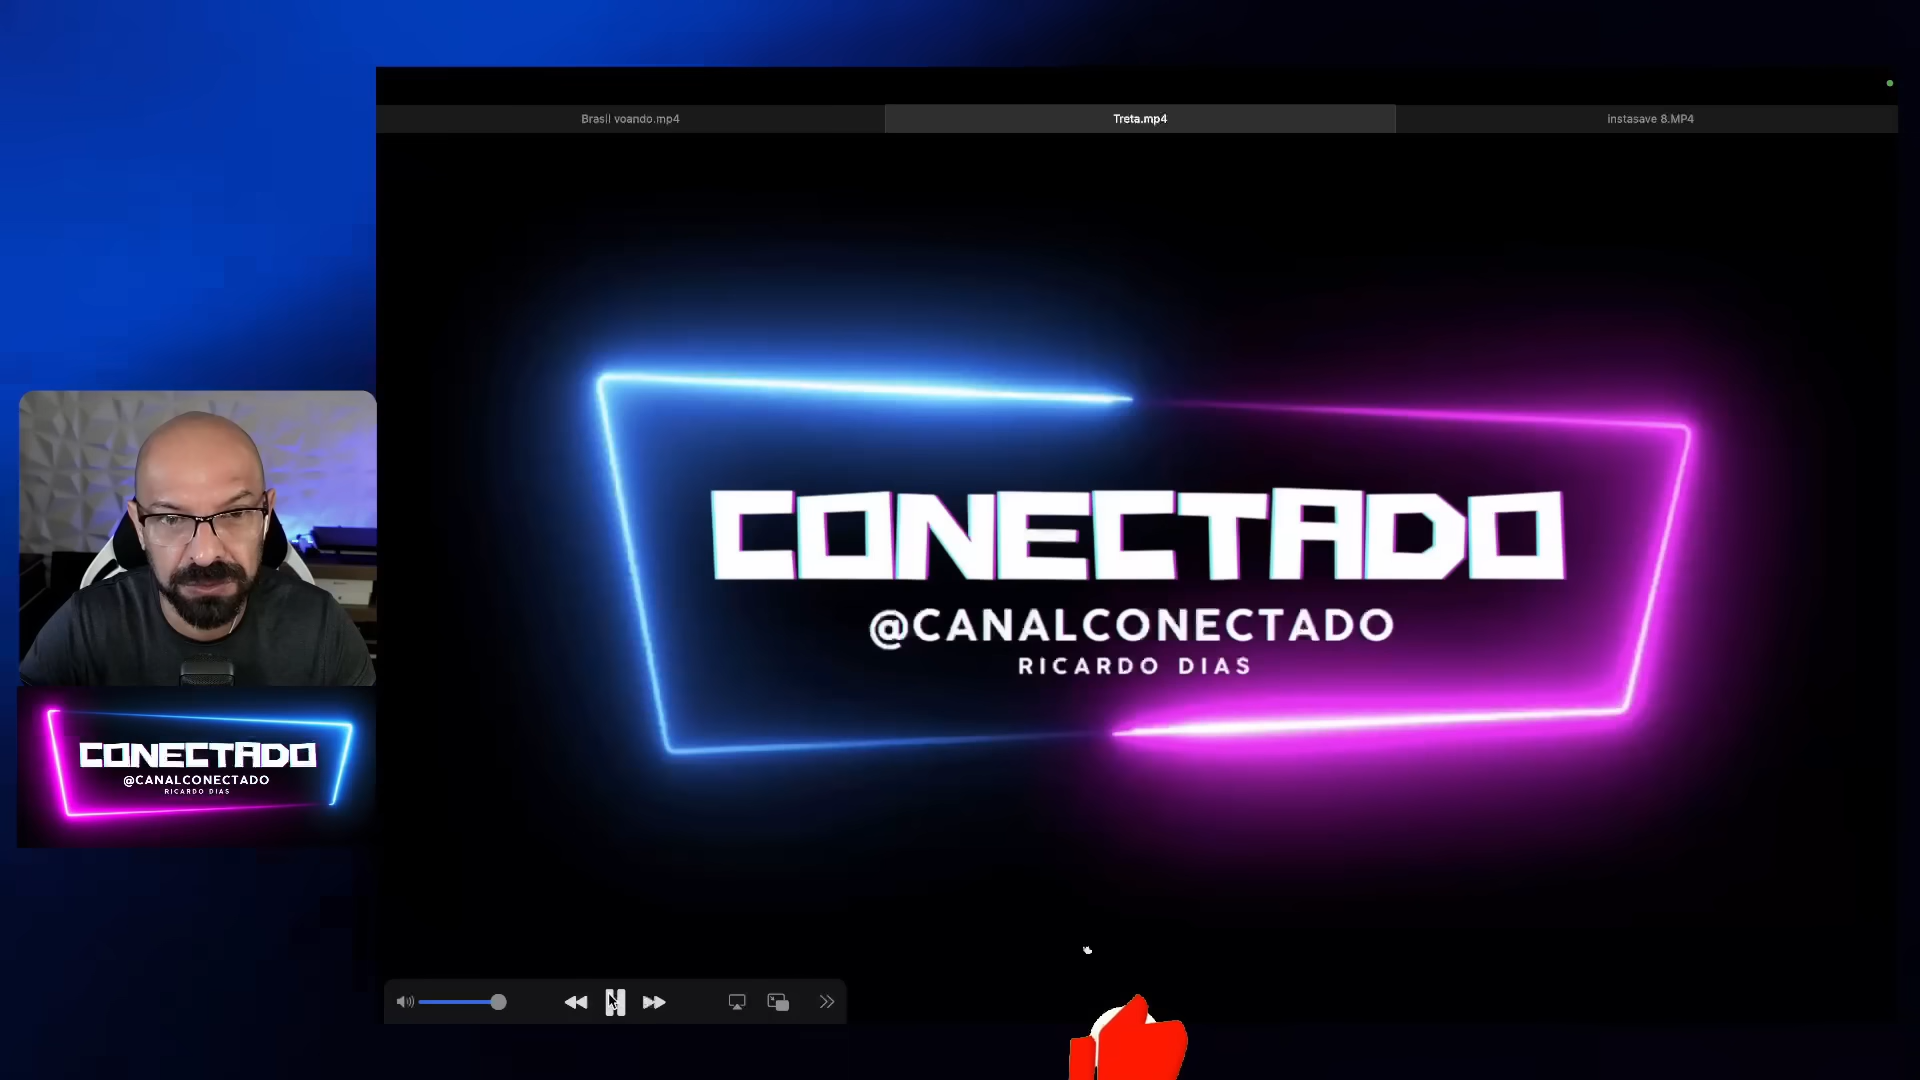 Brasil voando.mp4
Treta.mp4
instasave 8.MP4
CONECTADO
@CANALCONECTADO
RICARDO DIAS
CONECTADO
@CANALCONECTADO
RICARDO DIAS